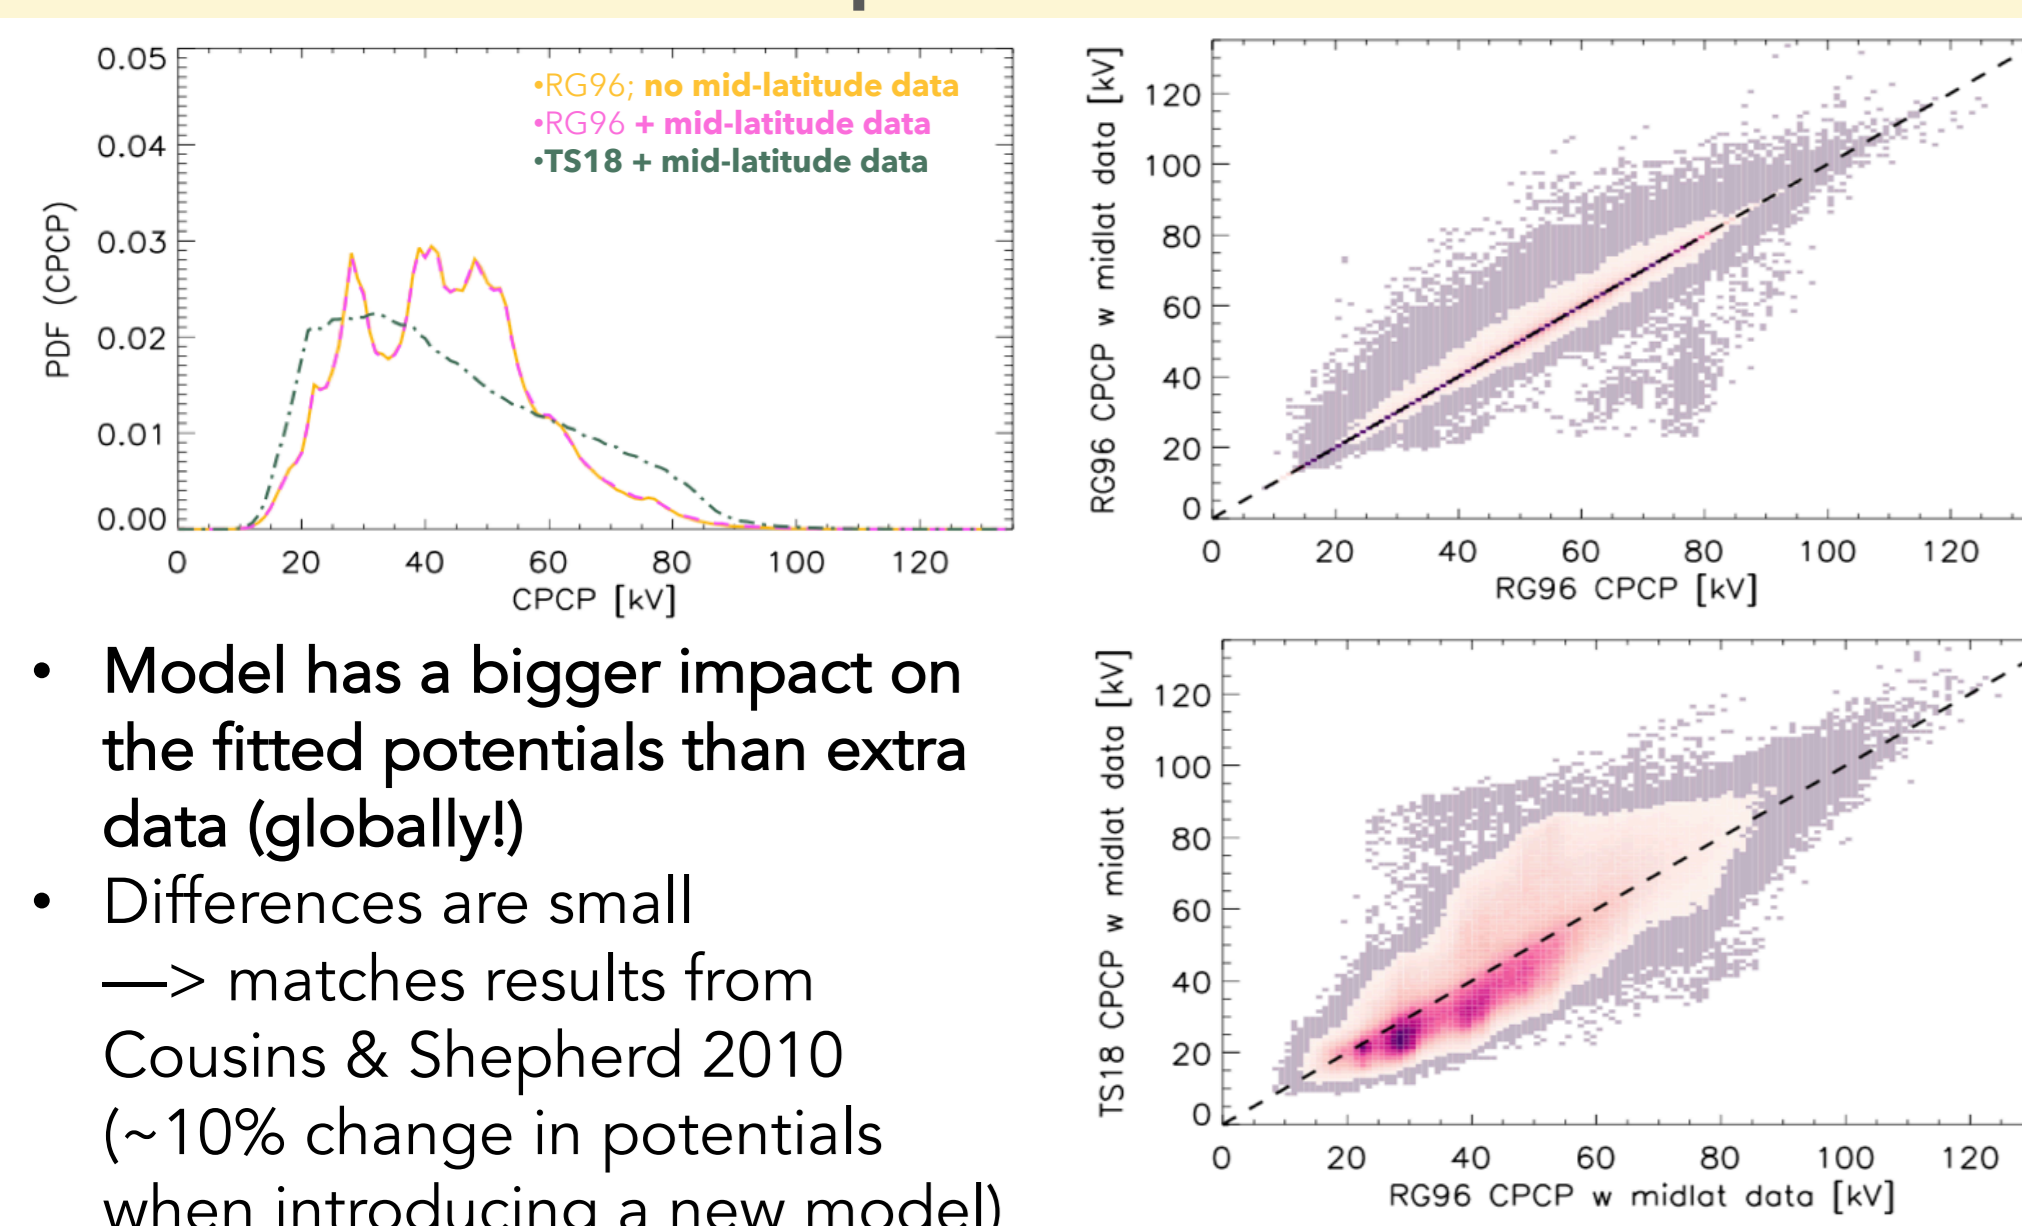 0.05
0.04
0.03
0.02
0.01
0.00
PDF (CPCP)
•RG96; no mid-latitude data
•RG96 + mid-latitude data
•TS18 + mid-latitude data
0 20 40 60 80 100 120
CPCP [kV]
RG96 CPCP w midlat data [kV]
120
100
80
60
40
20
0
0 20 40 60 80 100 120
RG96 CPCP [kV]
• Model has a bigger impact on
the fitted potentials than extra
data (globally!)
• Differences are small
—> matches results from
Cousins & Shepherd 2010
(~10% change in potentials
when introducing a new model)
TS18 CPCP w midlat data [kV]
120
100
80
60
40
20
0
0 20 40 60 80 100 120
RG96 CPCP w midlat data [kV]